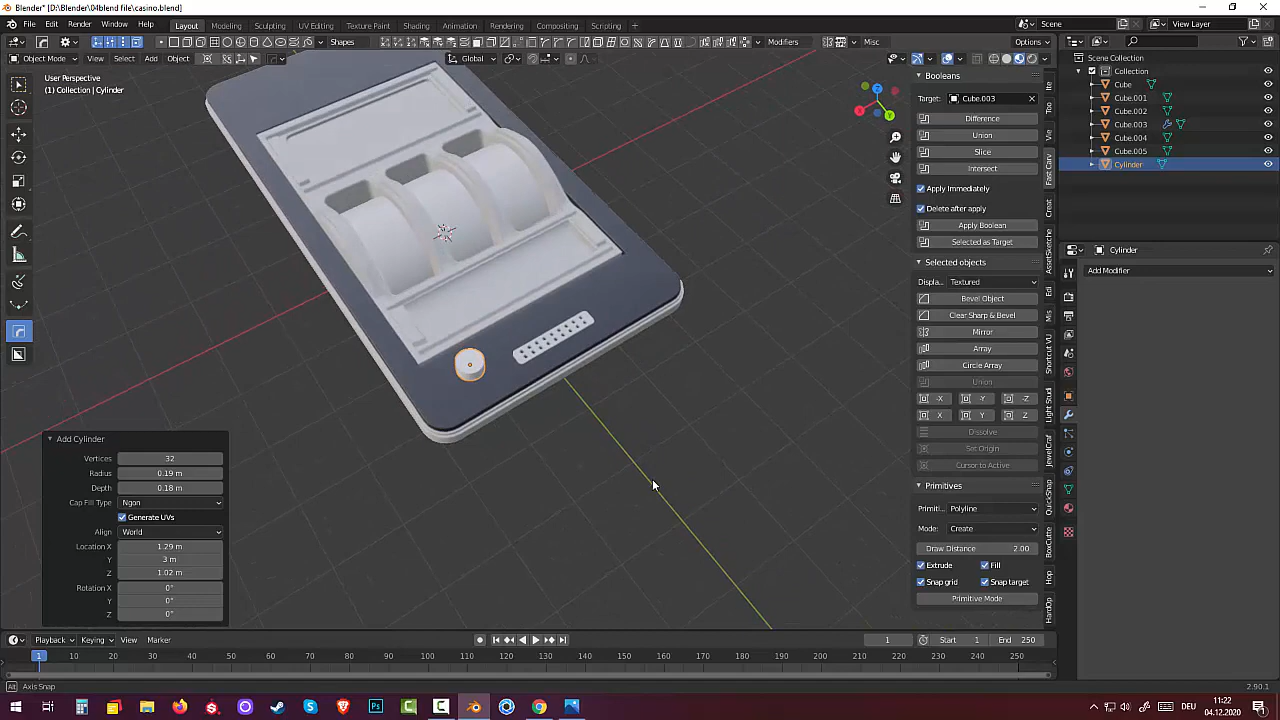 Blender* [D:\Blender\04blend file\casino.blend]
File Edit Render Window Help Layout Modeling Sculpting UV Editing Texture Paint Shading Animation Rendering Compositing Scripting Scene View Layer
Shapes Modifiers Misc Options
Object Mode View Select Add Object Global
User Perspective
(1) Collection | Cylinder
Scene Collection
Collection
Cube
Cube.001
Cube.002
Cube.003
Cube.004
Cube.005
Cylinder
Booleans
Target: Cube.003
Difference
Union
Slice
Intersect
Apply Immediately
Delete after apply
Apply Boolean
Selected as Target
Selected objects
Displa... Textured
Bevel Object
Clear Sharp & Bevel
Mirror
Array
Circle Array
Union
-X -Y -Z
X Y Z
Dissolve
Set Origin
Cursor to Active
Primitives
Primiti... Polyline
Mode: Create
Draw Distance 2.00
Extrude Fill
Snap grid Snap target
Primitive Mode
Cylinder
Add Modifier
Add Cylinder
Vertices 32
Radius 0.19 m
Depth 0.18 m
Cap Fill Type Ngon
Generate UVs
Align World
Location X 1.29 m
Y 3 m
Z 1.02 m
Rotation X 0°
Y 0°
Z 0°
Playback Keying View Marker 1 Start 1 End 250
1 10 20 30 40 50 60 70 80 90 100 110 120 130 140 150 160 170 180 190 200 210 220 230 240 250
Axis Snap 2.90.1
DEU 11:22
04.12.2020